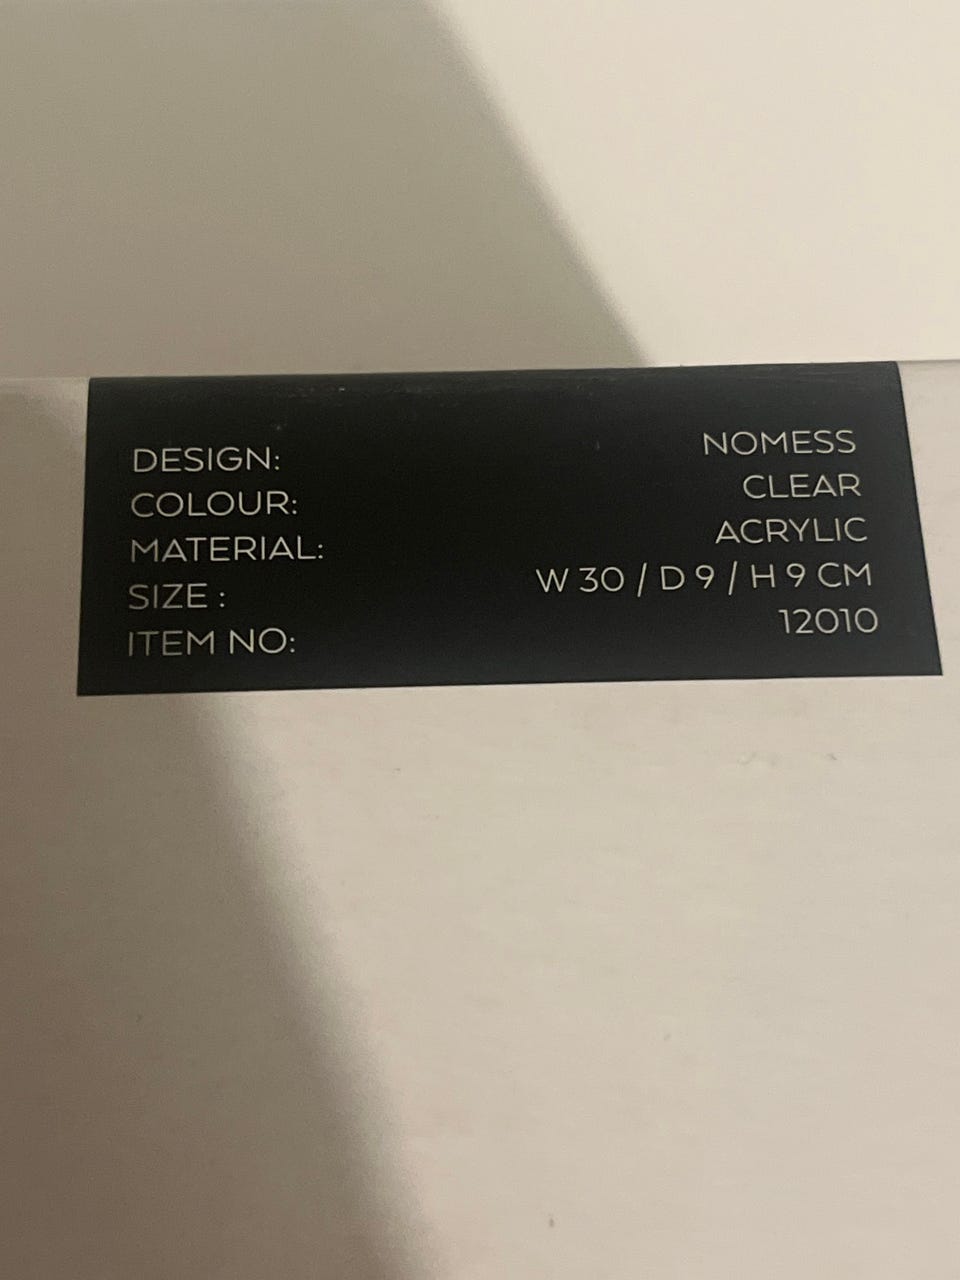 DESIGN: NOMESS
COLOUR: CLEAR
MATERIAL: ACRYLIC
SIZE : W 30 / D 9 / H 9 CM
ITEM NO: 12010